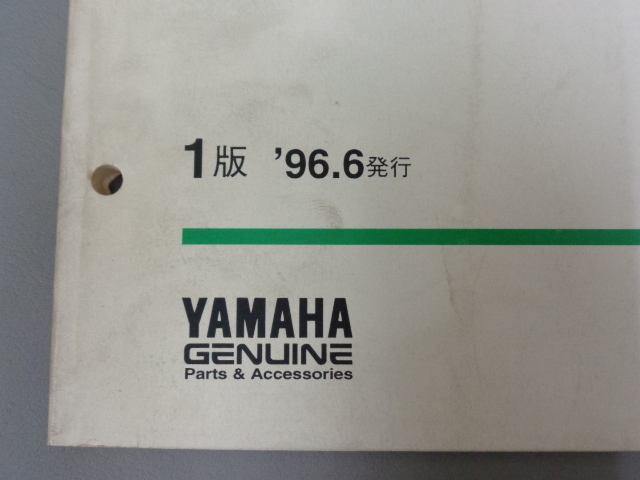 1版 ’96.6発行
YAMAHA
GENUINE
Parts & Accessories